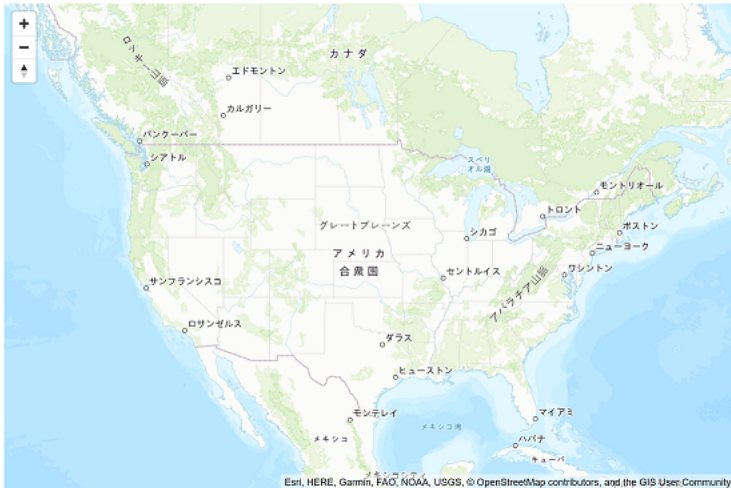 ロッキー山脈
カナダ
エドモントン
カルガリー
バンクーバー
シアトル
スペリ
オル湖
モントリオール
トロント
ボストン
グレートプレーンズ
シカゴ
ニューヨーク
アメリカ
合衆国
セントルイス
ワシントン
サンフランシスコ
アパラチア山脈
ロサンゼルス
ダラス
ヒューストン
モンテレイ
マイアミ
メキシコ
メキシコ湾
ハバナ
キューバ
メキシコシティ
Esri, HERE, Garmin, FAO, NOAA, USGS, © OpenStreetMap contributors, and the GIS User Community